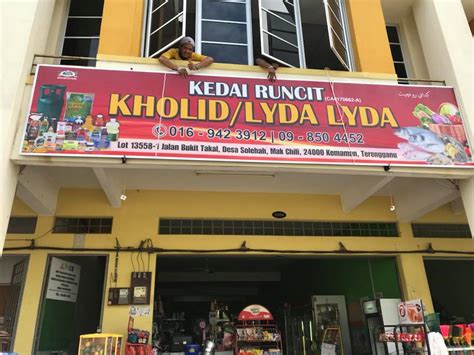 KEDAI RUNCIT
(CA0170662-A)
KHOLID/LYDA LYDA
016 - 942 3912 | 09 - 850 4452
Lot 13558-1 Jalan Bukit Takal, Desa Solehah, Mak Chili, 24000 Kemaman, Terengganu